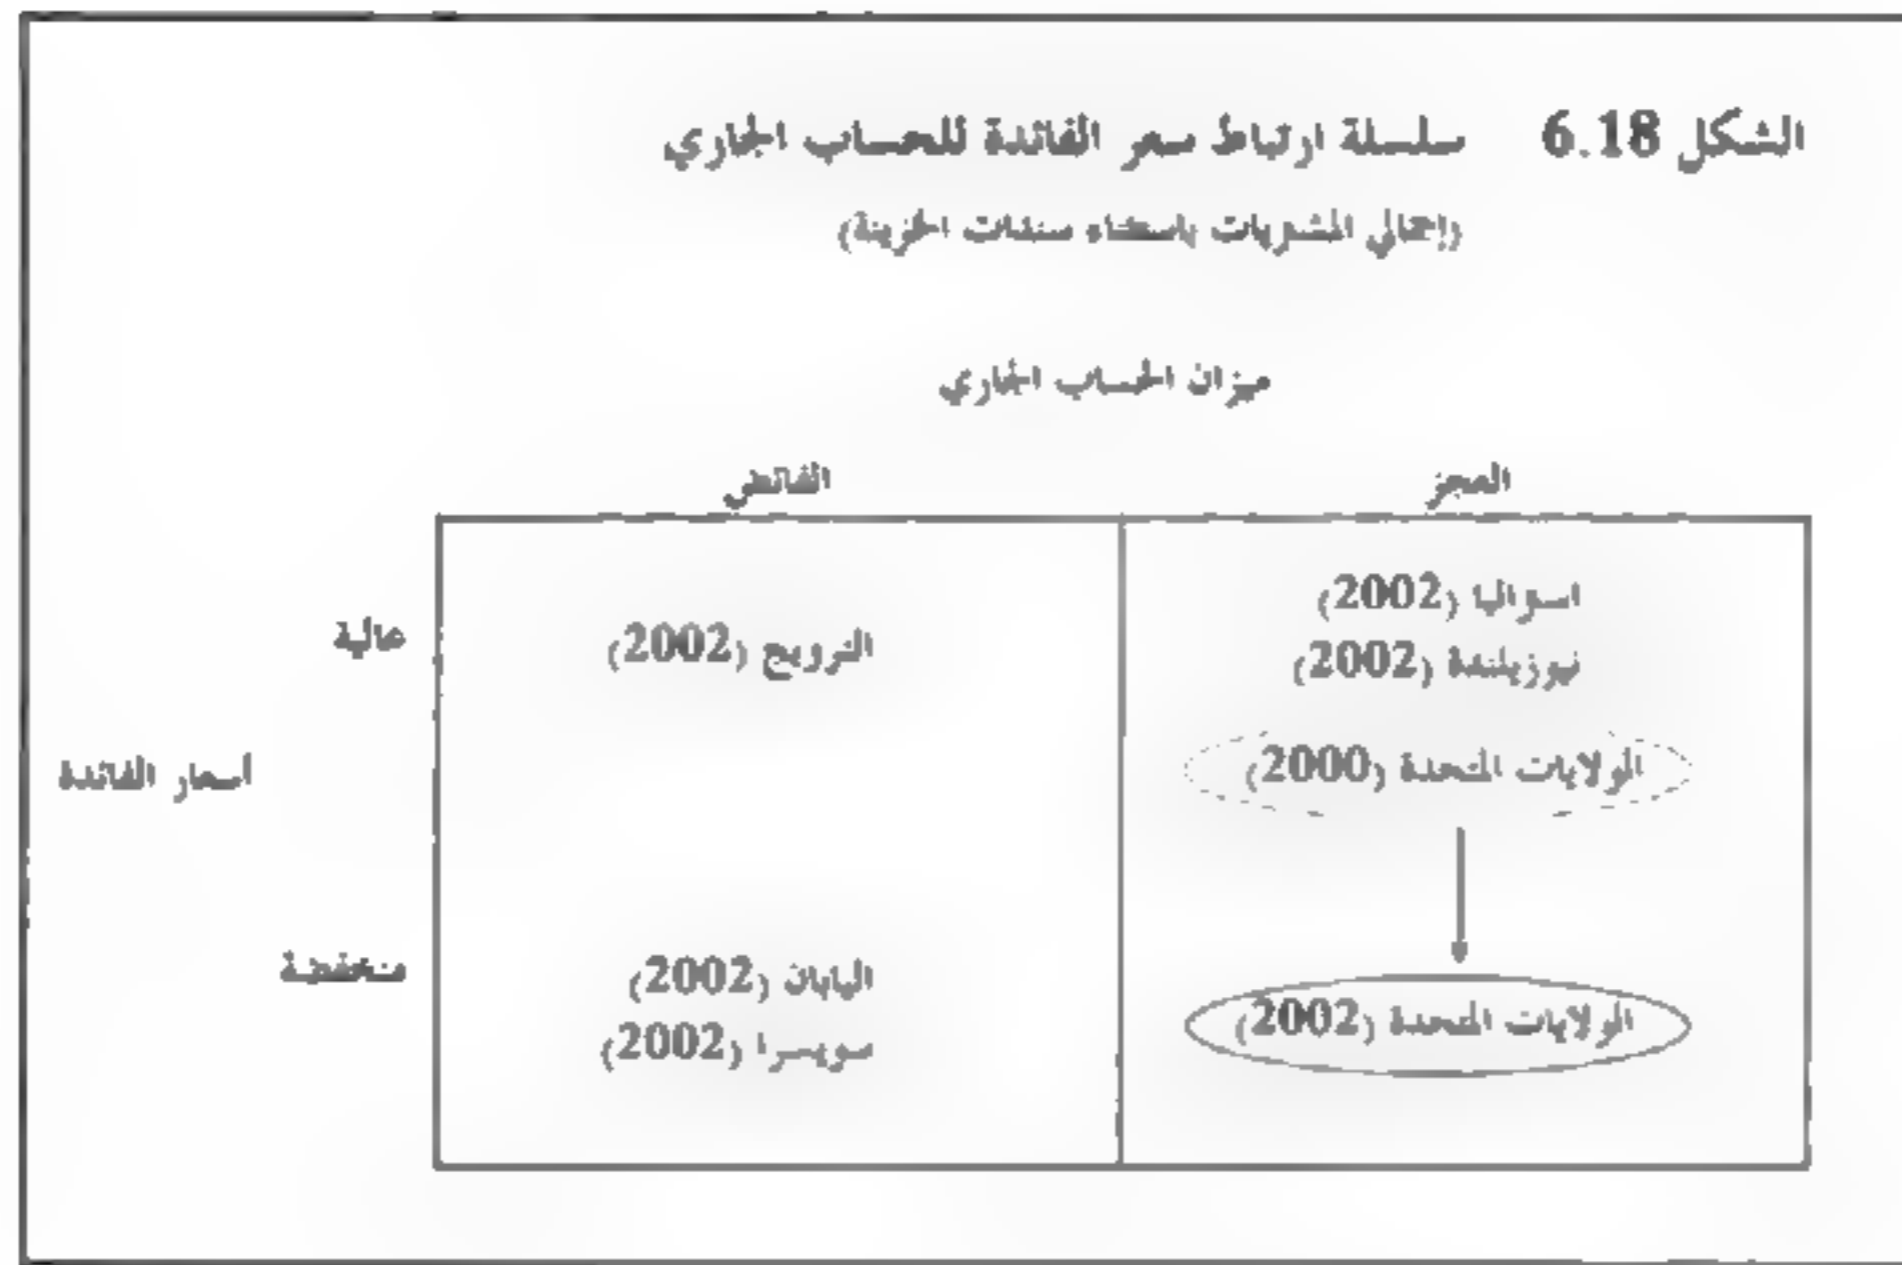 الشكل 6.18 سلسلة ارتباط سعر الفائدة للحساب الجاري
(إجمالي المشتريات باستثناء سندات الخزينة)
ميزان الحساب الجاري
العجز
الفائض
استراليا (2002)
نيوزيلندة (2002)
الولايات المتحدة (2000)
الولايات المتحدة (2002)
النرويج (2002)
اليابان (2002)
سويسرا (2002)
عالية
منخفضة
أسعار الفائدة